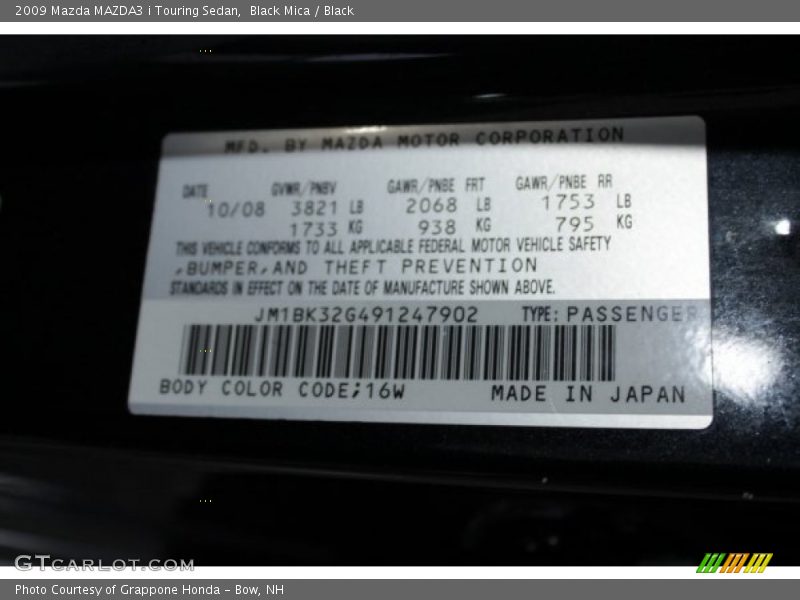 2009 Mazda MAZDA3 i Touring Sedan, Black Mica / Black
MFD. BY MAZDA MOTOR CORPORATION
DATE GVWR/PNBV GAWR/PNBE FRT GAWR/PNBE RR
10/08 3821 LB 2068 LB 1753 LB
1733 KG 938 KG 795 KG
THIS VEHICLE CONFORMS TO ALL APPLICABLE FEDERAL MOTOR VEHICLE SAFETY
,BUMPER,AND THEFT PREVENTION
STANDARDS IN EFFECT ON THE DATE OF MANUFACTURE SHOWN ABOVE.
JM1BK32G491247902 TYPE: PASSENGER
BODY COLOR CODE;16W MADE IN JAPAN
GTCARLOT.COM
Photo Courtesy of Grappone Honda - Bow, NH